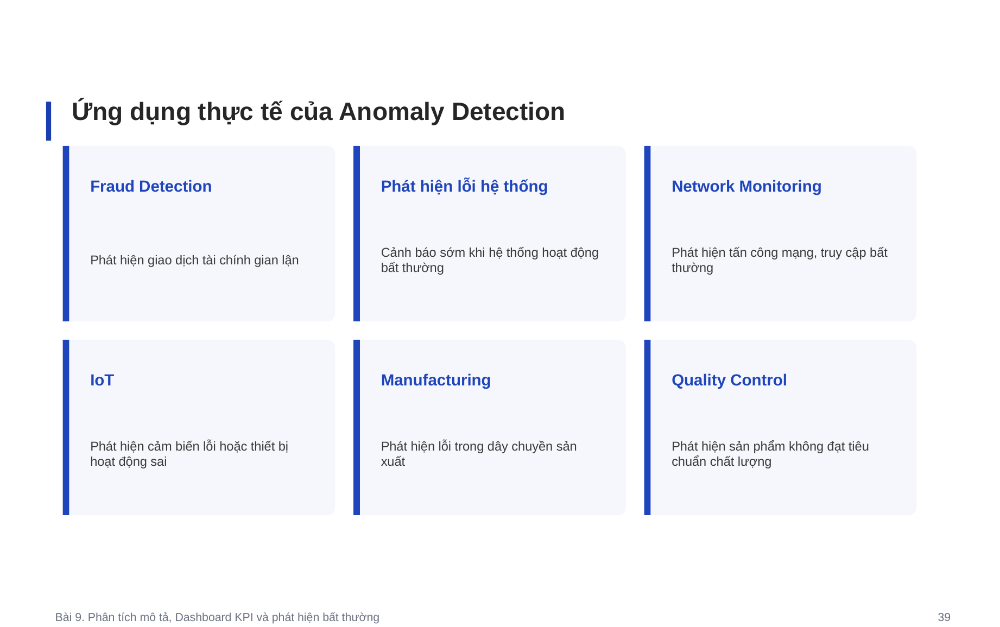 Ứng dụng thực tế của Anomaly Detection
Fraud Detection
Phát hiện giao dịch tài chính gian lận
Phát hiện lỗi hệ thống
Cảnh báo sớm khi hệ thống hoạt động
bất thường
Network Monitoring
Phát hiện tấn công mạng, truy cập bất
thường
IoT
Phát hiện cảm biến lỗi hoặc thiết bị
hoạt động sai
Manufacturing
Phát hiện lỗi trong dây chuyền sản
xuất
Quality Control
Phát hiện sản phẩm không đạt tiêu
chuẩn chất lượng
Bài 9. Phân tích mô tả, Dashboard KPI và phát hiện bất thường
39